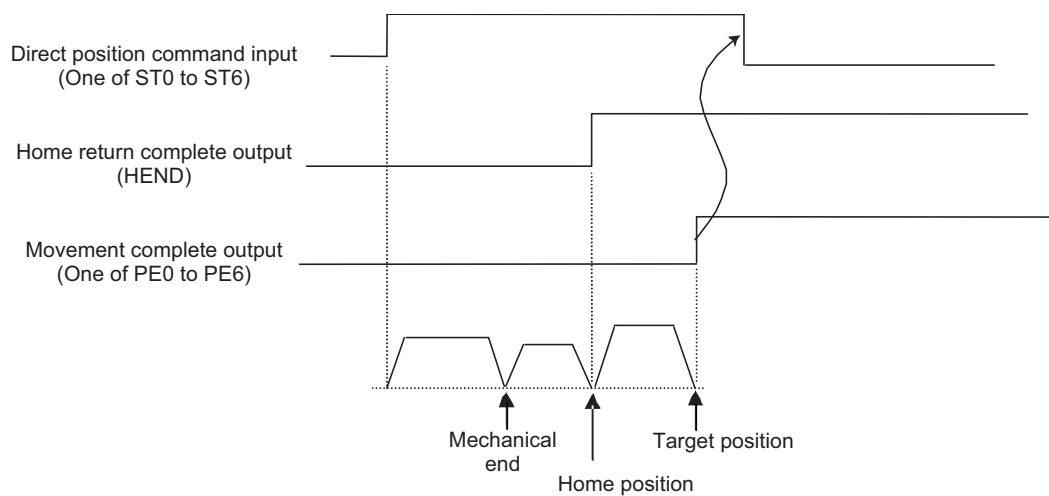 Direct position command input
(One of ST0 to ST6)
Home return complete output
(HEND)
Movement complete output
(One of PE0 to PE6)
Mechanical
end
Home position
Target position